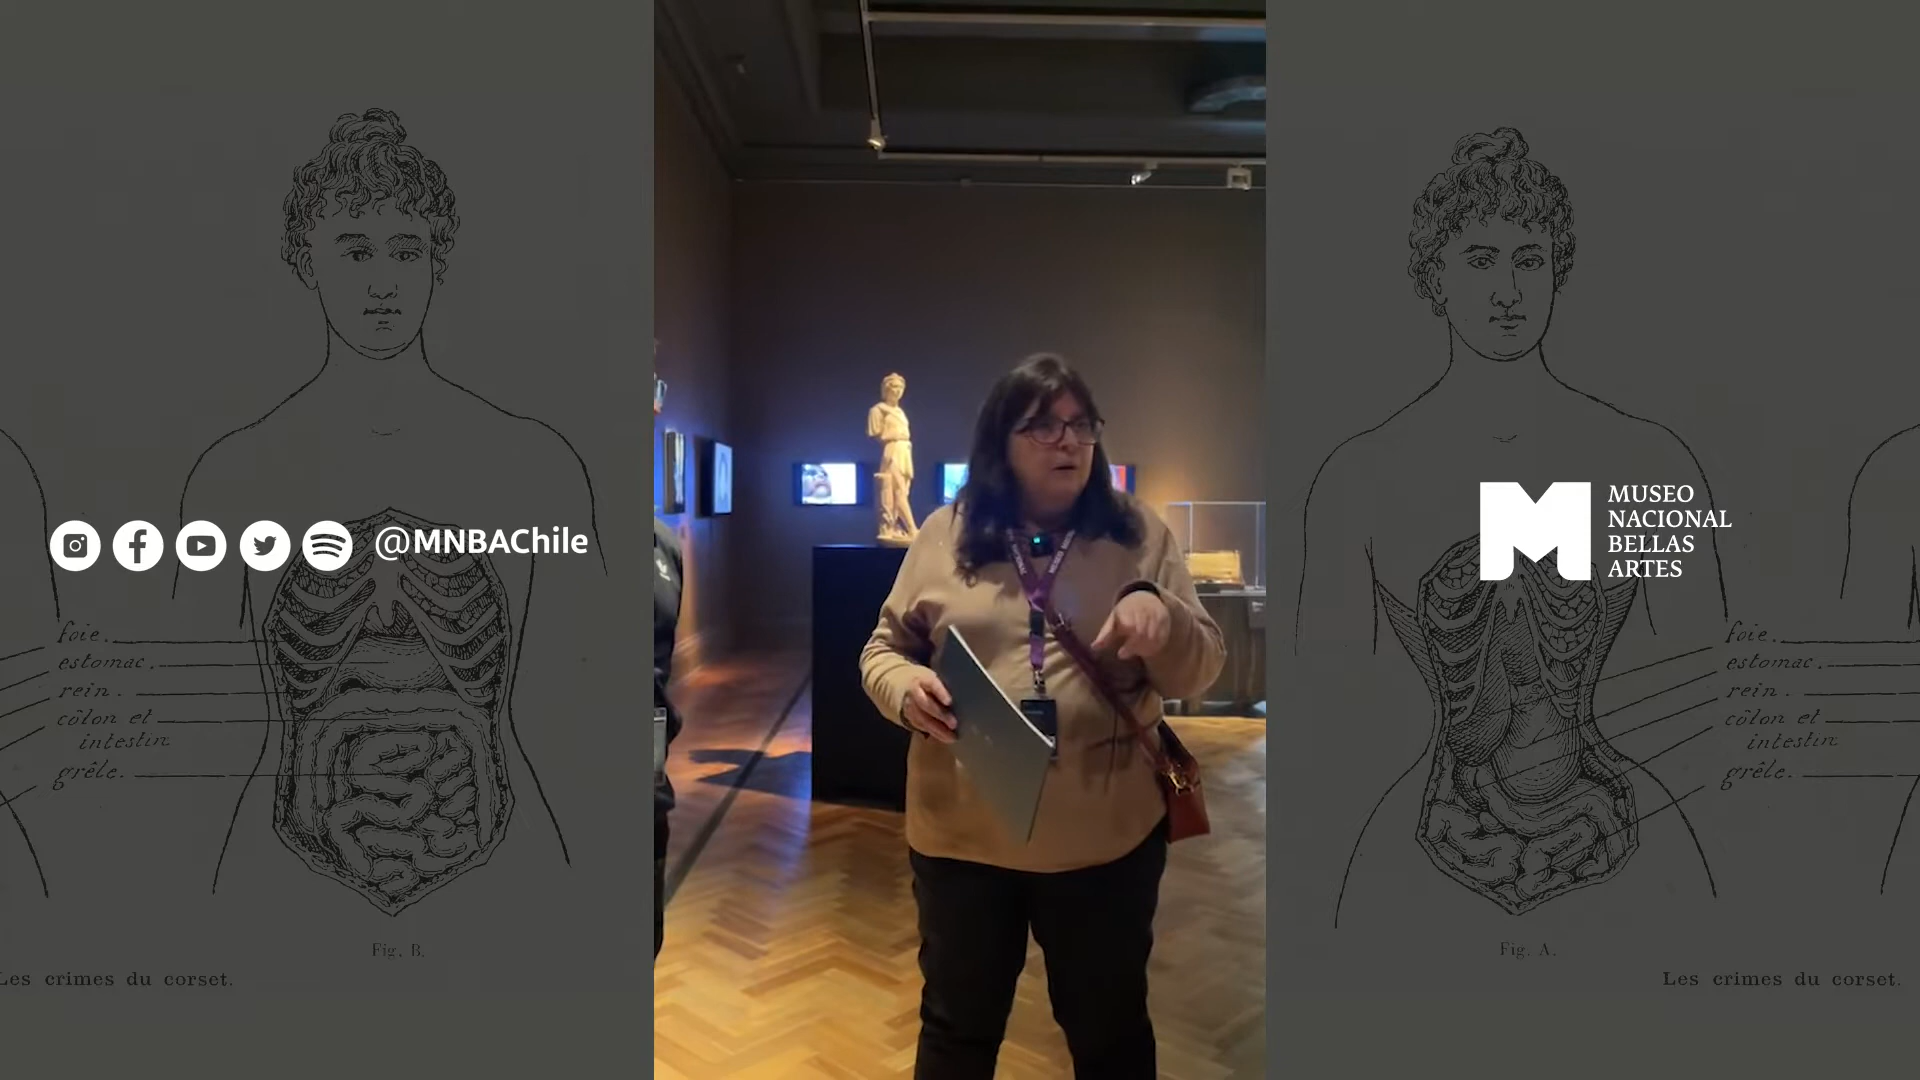 @MNBAChile
foie.
estomac.
rein.
côlon et
intestin
grêle.
Fig. B.
Les crimes du corset.
MUSEO
NACIONAL
BELLAS
ARTES
foie.
estomac.
rein.
côlon et
intestin
grêle.
Fig. A.
Les crimes du corset.